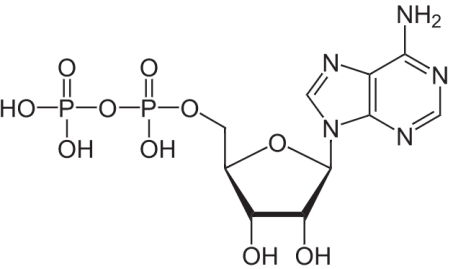 NH2
O O N N
HO P O P O
OH OH O N N
OH OH